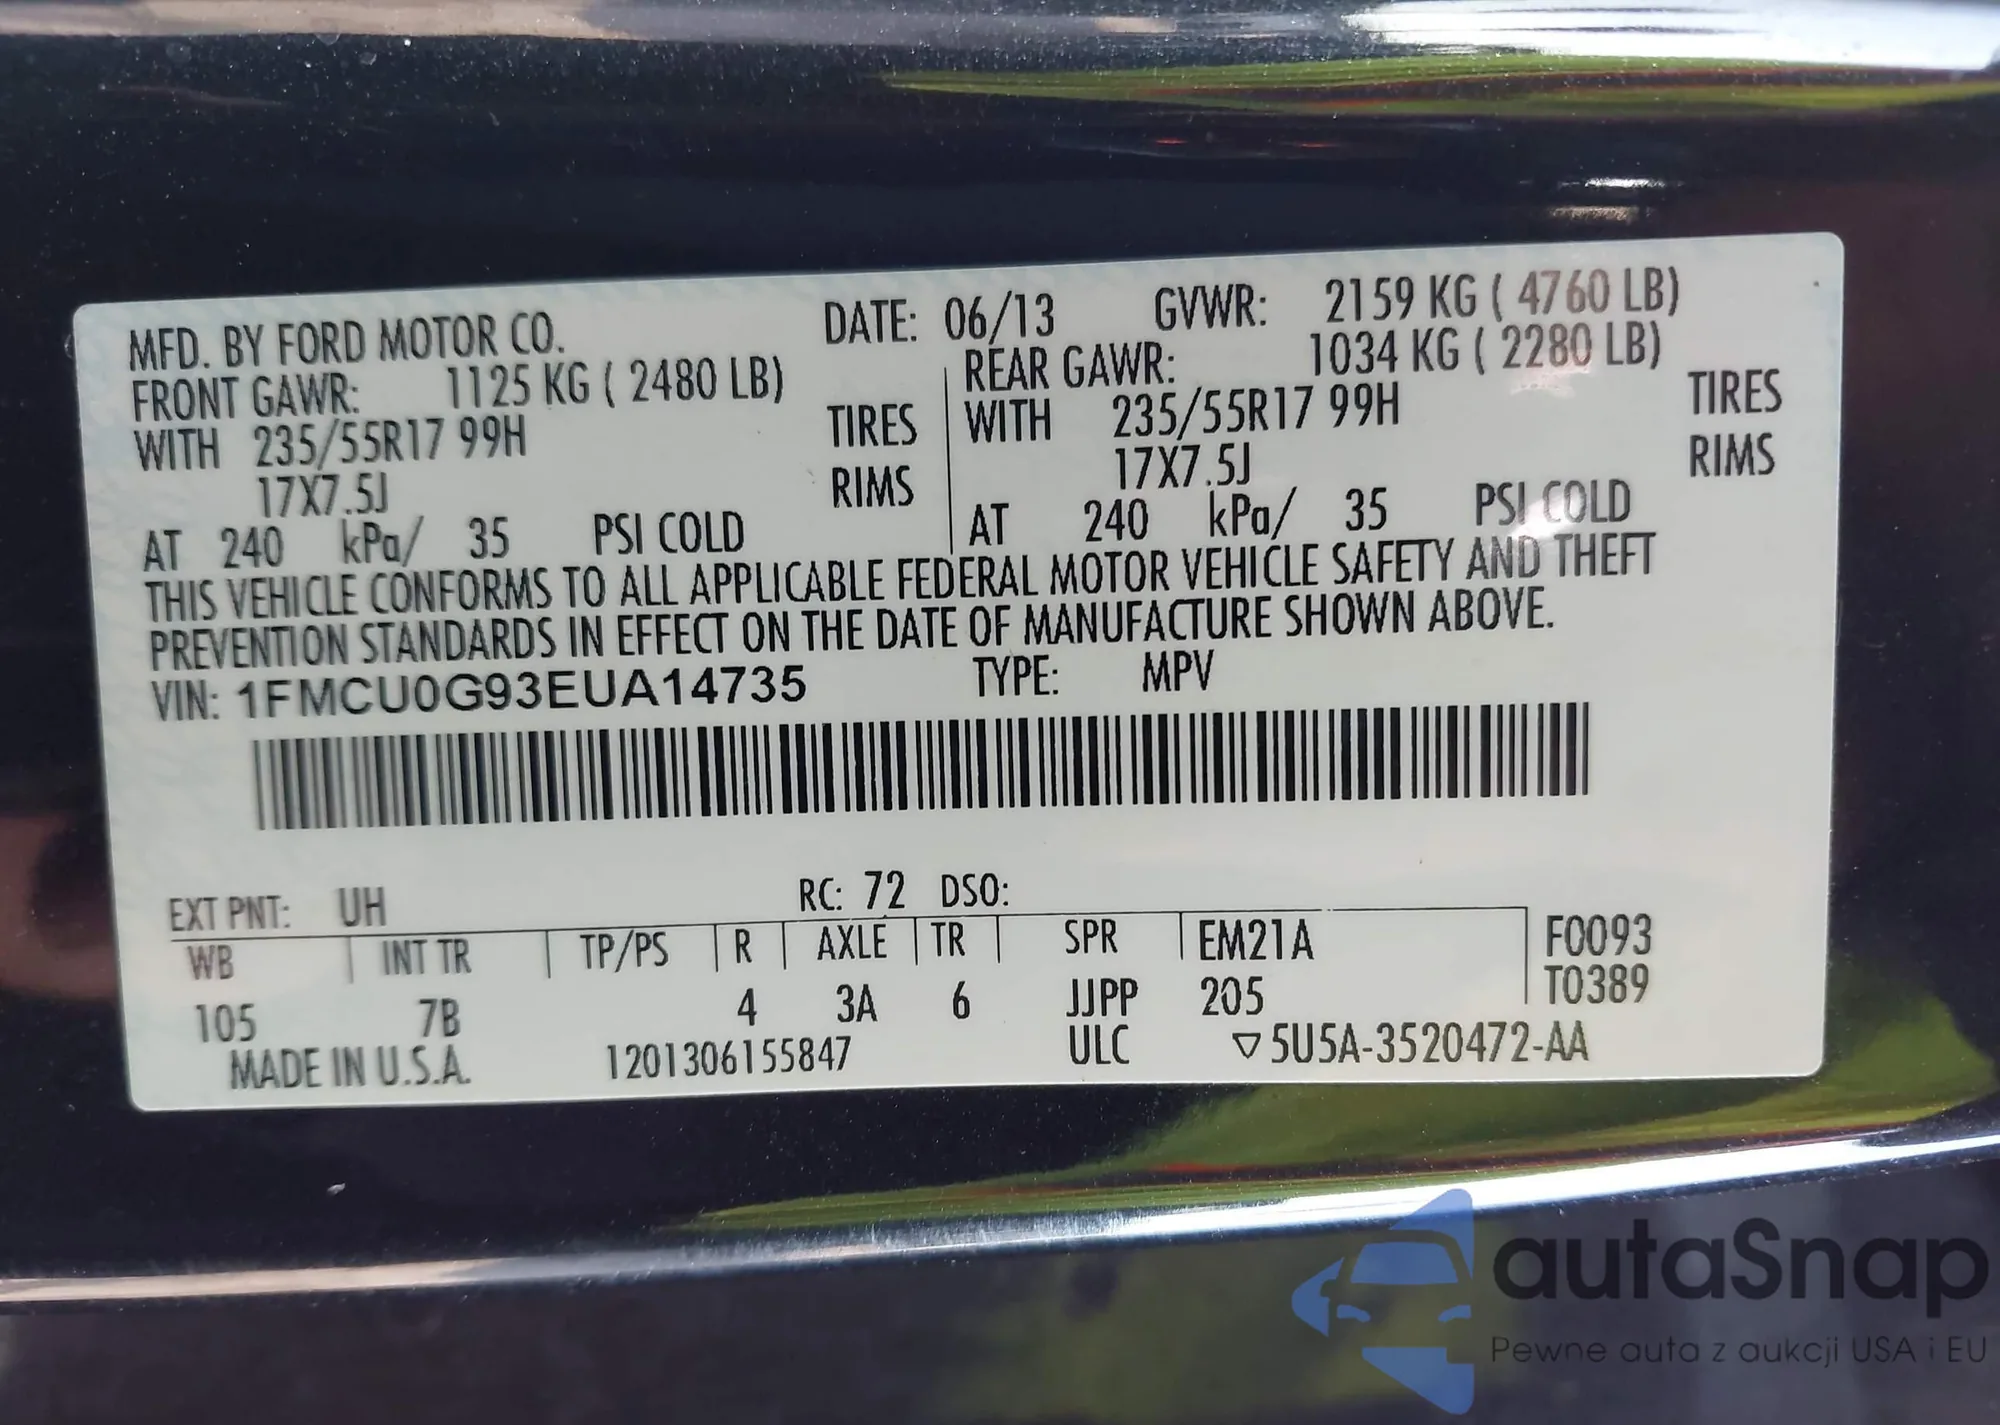 MFD. BY FORD MOTOR CO. DATE: 06/13 GVWR: 2159 KG ( 4760 LB)
FRONT GAWR: 1125 KG ( 2480 LB) REAR GAWR: 1034 KG ( 2280 LB)
WITH 235/55R17 99H TIRES WITH 235/55R17 99H TIRES
17X7.5J RIMS 17X7.5J RIMS
AT 240 kPa/ 35 PSI COLD AT 240 kPa/ 35 PSI COLD
THIS VEHICLE CONFORMS TO ALL APPLICABLE FEDERAL MOTOR VEHICLE SAFETY AND THEFT
PREVENTION STANDARDS IN EFFECT ON THE DATE OF MANUFACTURE SHOWN ABOVE.
VIN: 1FMCU0G93EUA14735 TYPE: MPV
EXT PNT: UH RC: 72 DSO:
WB INT TR TP/PS R AXLE TR SPR EM21A F0093
105 7B 4 3A 6 JJPP 205 T0389
MADE IN U.S.A. 1201306155847 ULC ▽5U5A-3520472-AA
autaSnap
Pewne auta z aukcji USA i EU